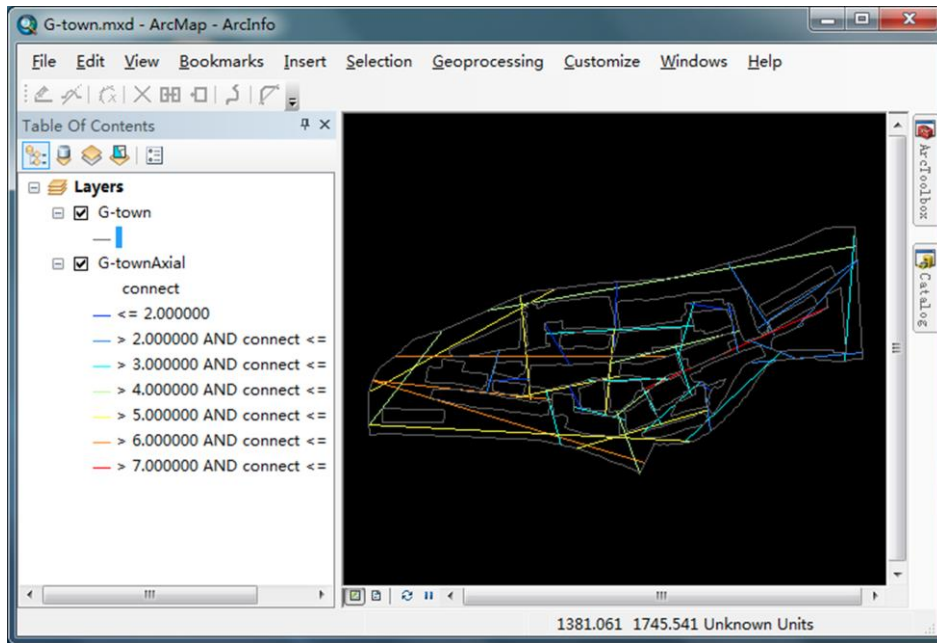 G-town.mxd - ArcMap - ArcInfo
File Edit View Bookmarks Insert Selection Geoprocessing Customize Windows Help
Table Of Contents
Layers
G-town
G-townAxial
connect
<= 2.000000
> 2.000000 AND connect <=
> 3.000000 AND connect <=
> 4.000000 AND connect <=
> 5.000000 AND connect <=
> 6.000000 AND connect <=
> 7.000000 AND connect <=
ArcToolbox
Catalog
1381.061 1745.541 Unknown Units